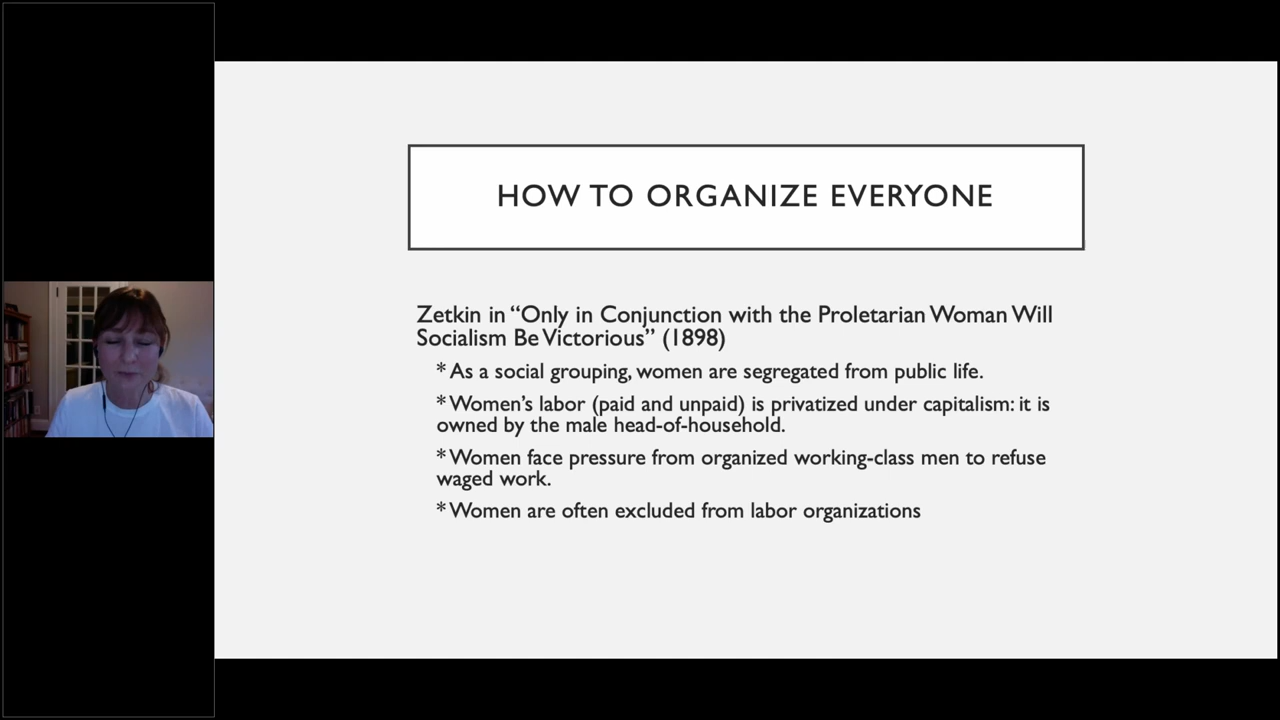 HOW TO ORGANIZE EVERYONE
Zetkin in “Only in Conjunction with the Proletarian Woman Will
Socialism Be Victorious” (1898)
* As a social grouping, women are segregated from public life.
* Women’s labor (paid and unpaid) is privatized under capitalism: it is
owned by the male head-of-household.
* Women face pressure from organized working-class men to refuse
waged work.
* Women are often excluded from labor organizations